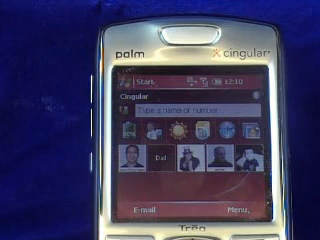 palm
cingular
Start
12:10
Cingular
Type a name or number
Dad
E-mail
Menu
Treo